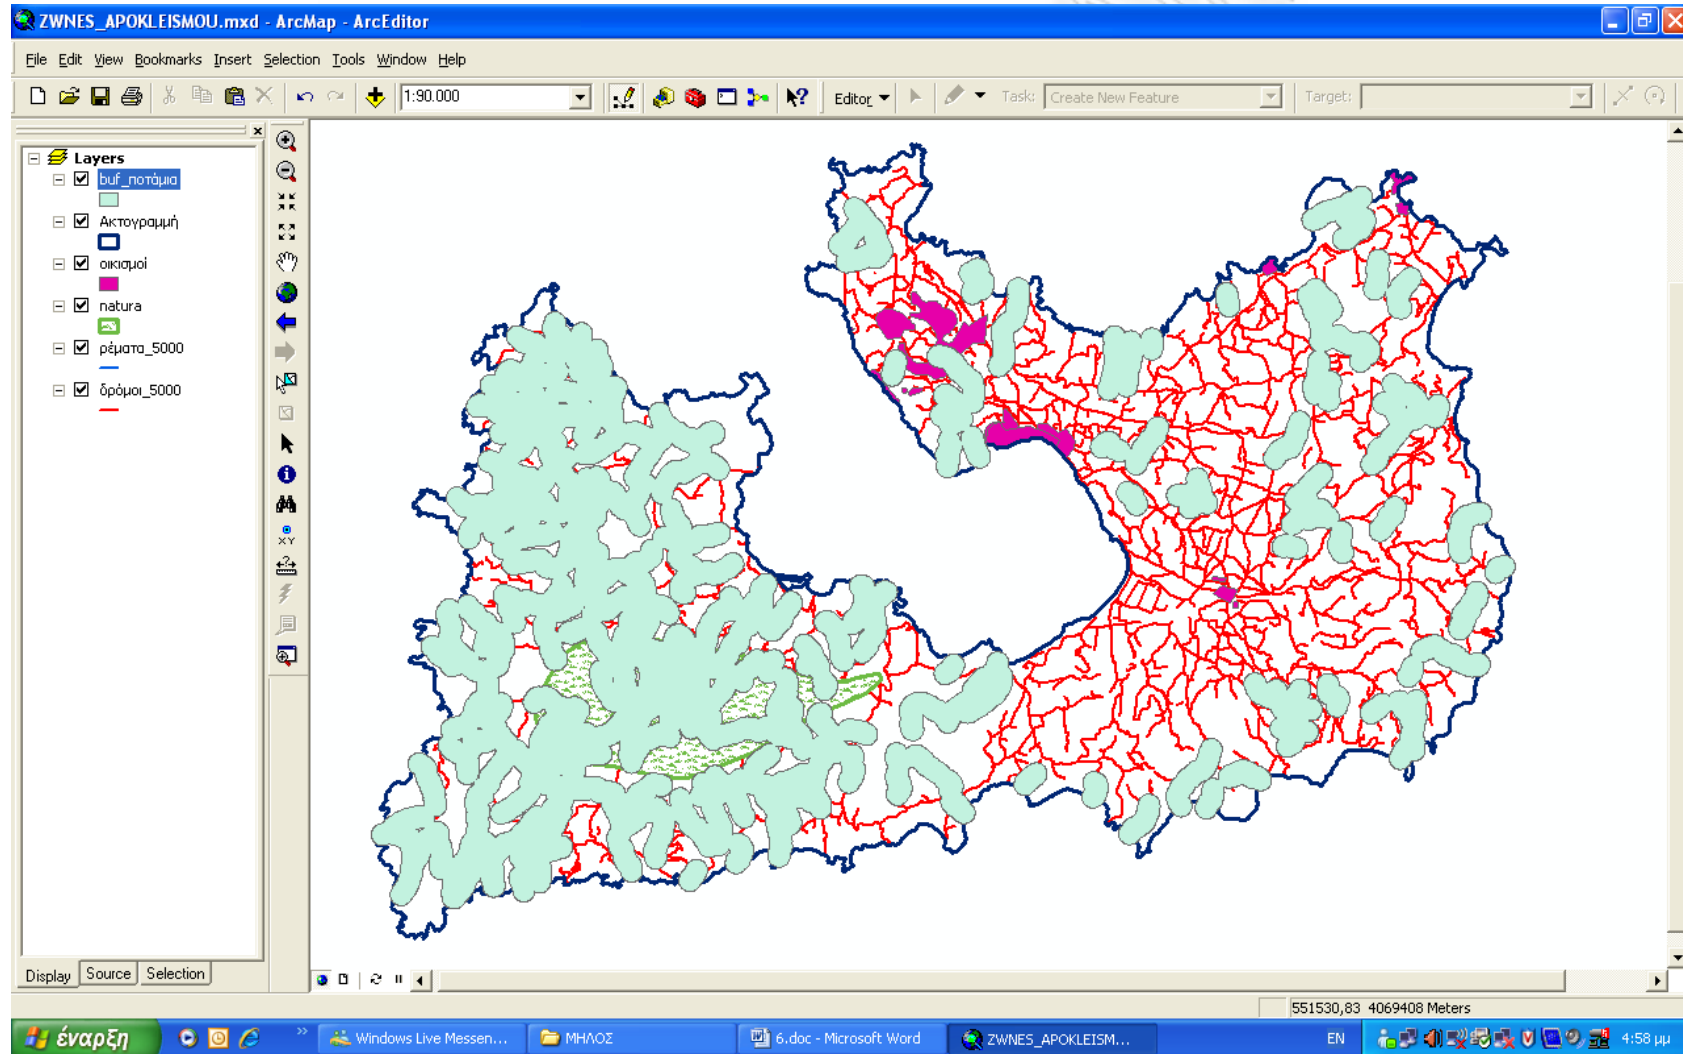 ZWNES_APOKLEISMOU.mxd - ArcMap - ArcEditor
File Edit View Bookmarks Insert Selection Tools Window Help
1:90.000
Editor
Task: Create New Feature
Target:
Layers
buf_ποτάμια
Ακτογραμμή
οικισμοί
natura
ρέματα_5000
δρόμοι_5000
XY
Display Source Selection
551530,83 4069408 Meters
έναρξη
Windows Live Messen...
ΜΗΛΟΣ
6.doc - Microsoft Word
ZWNES_APOKLEISM...
EN
4:58 μμ